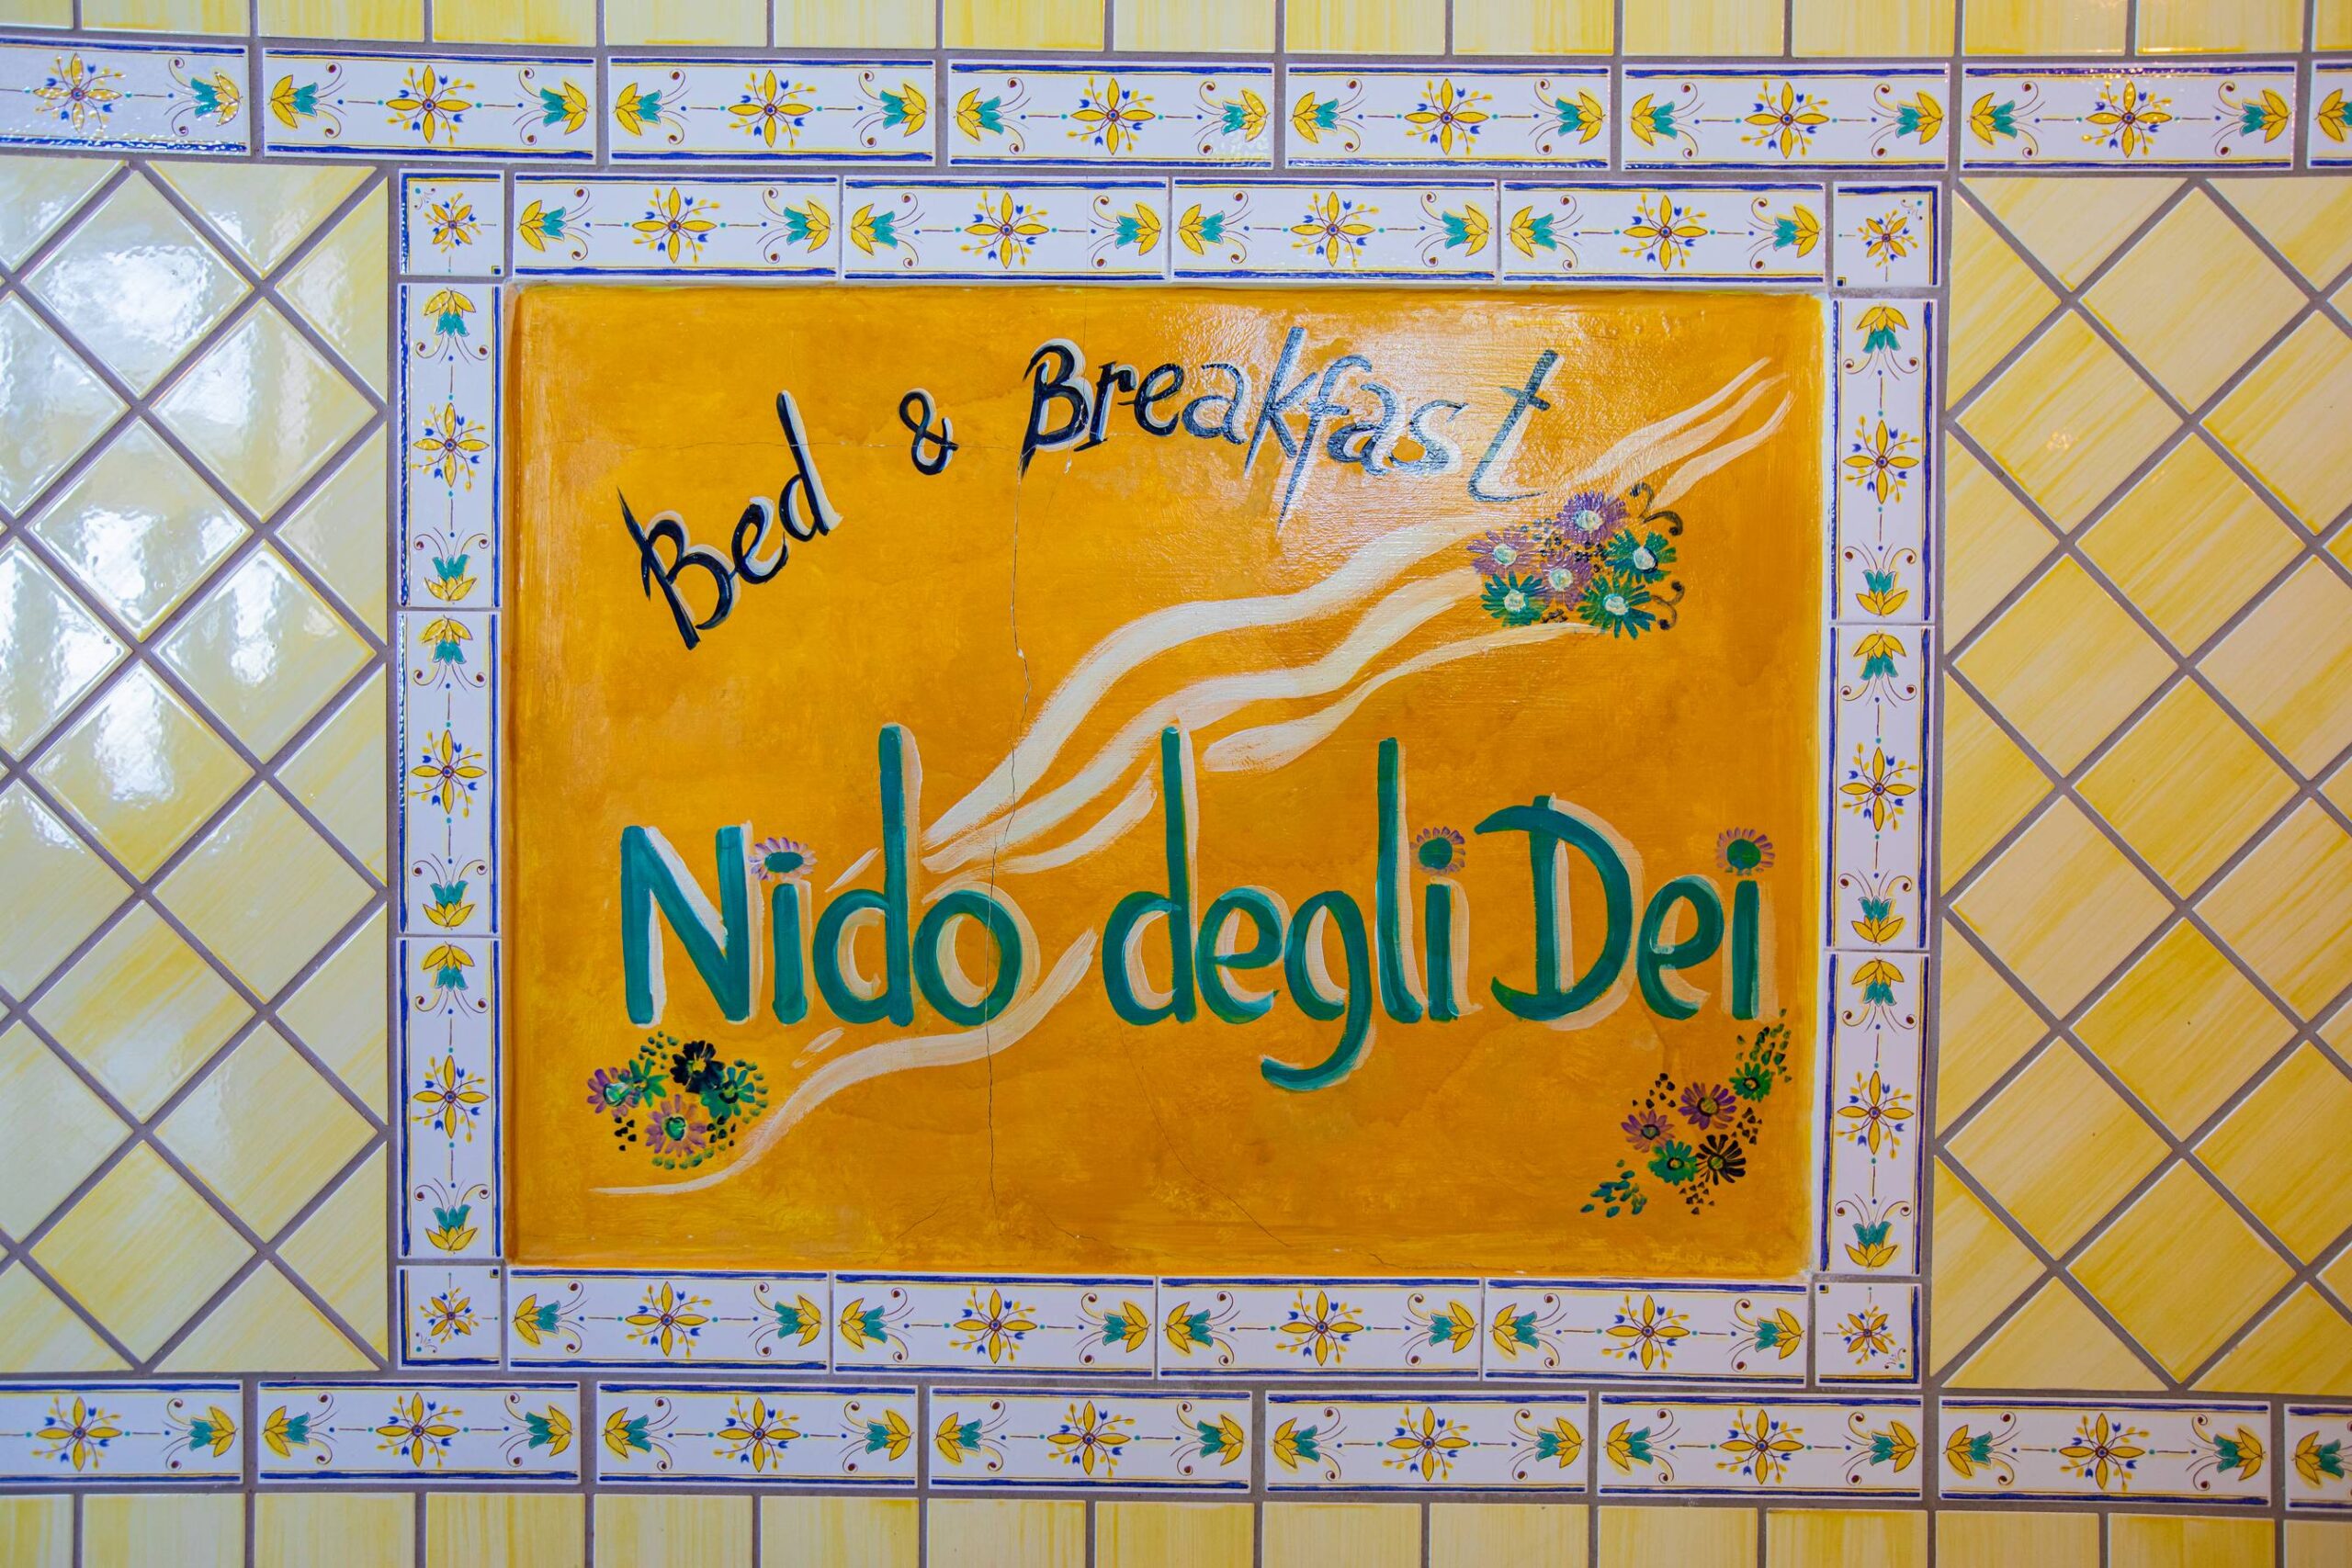 Bed & Breakfast
Nido degli Dei